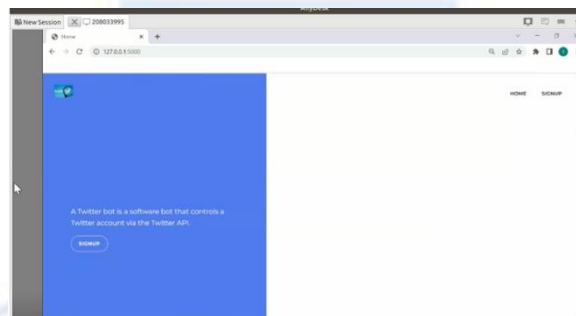 AnyDesk
New Session 208033995
Home
127.0.0.1:5000
HOME SIGNUP
A Twitter bot is a software bot that controls a
Twitter account via the Twitter API.
SIGNUP